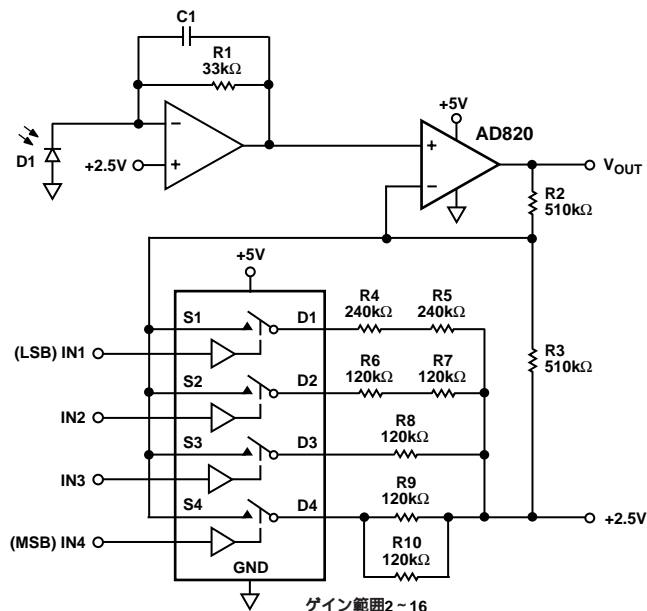 C1
R1
33kΩ
D1
+2.5V
−
+
+5V
AD820
+
−
VOUT
R2
510kΩ
+5V
S1
D1
R4
240kΩ
R5
240kΩ
(LSB) IN1
S2
D2
R6
120kΩ
R7
120kΩ
R3
510kΩ
IN2
S3
D3
R8
120kΩ
IN3
S4
D4
R9
120kΩ
+2.5V
(MSB) IN4
R10
120kΩ
GND
ゲイン範囲2~16